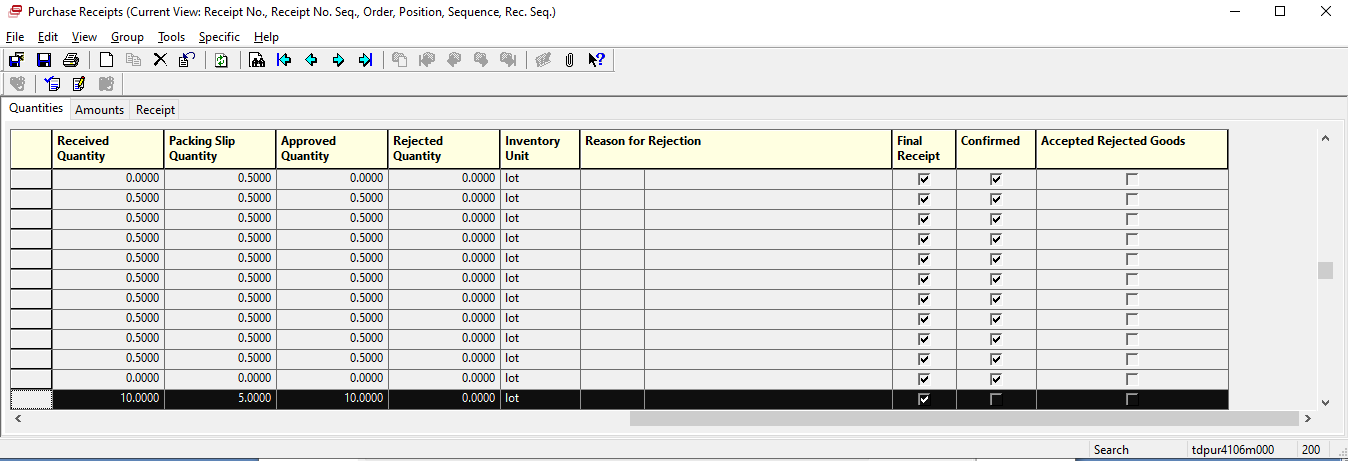 Purchase Receipts (Current View: Receipt No., Receipt No. Seq., Order, Position, Sequence, Rec. Seq.)
File Edit View Group Tools Specific Help
Quantities Amounts Receipt
Received Quantity Packing Slip Quantity Approved Quantity Rejected Quantity Inventory Unit Reason for Rejection Final Receipt Confirmed Accepted Rejected Goods
0.0000 0.5000 0.0000 0.0000 lot
0.5000 0.5000 0.5000 0.0000 lot
0.5000 0.5000 0.5000 0.0000 lot
0.5000 0.5000 0.5000 0.0000 lot
0.5000 0.5000 0.5000 0.0000 lot
0.5000 0.5000 0.5000 0.0000 lot
0.5000 0.5000 0.5000 0.0000 lot
0.5000 0.5000 0.5000 0.0000 lot
0.5000 0.5000 0.5000 0.0000 lot
0.5000 0.5000 0.5000 0.0000 lot
0.0000 0.0000 0.0000 0.0000 lot
10.0000 5.0000 10.0000 0.0000 lot
Search tdpur4106m000 200